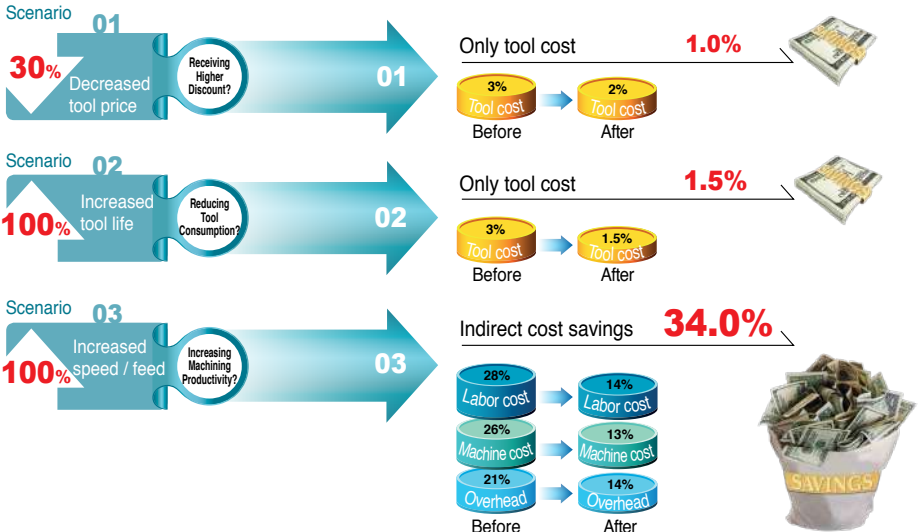 Scenario
01
30%
Decreased
tool price
Receiving
Higher
Discount?
01
Only tool cost 1.0%
3%
Tool cost
Before
2%
Tool cost
After
Scenario
02
100%
Increased
tool life
Reducing
Tool
Consumption?
02
Only tool cost 1.5%
3%
Tool cost
Before
1.5%
Tool cost
After
Scenario
03
100%
Increased
speed / feed
Increasing
Machining
Productivity?
03
Indirect cost savings 34.0%
28%
Labor cost
14%
Labor cost
26%
Machine cost
13%
Machine cost
21%
Overhead
14%
Overhead
Before
After
SAVINGS